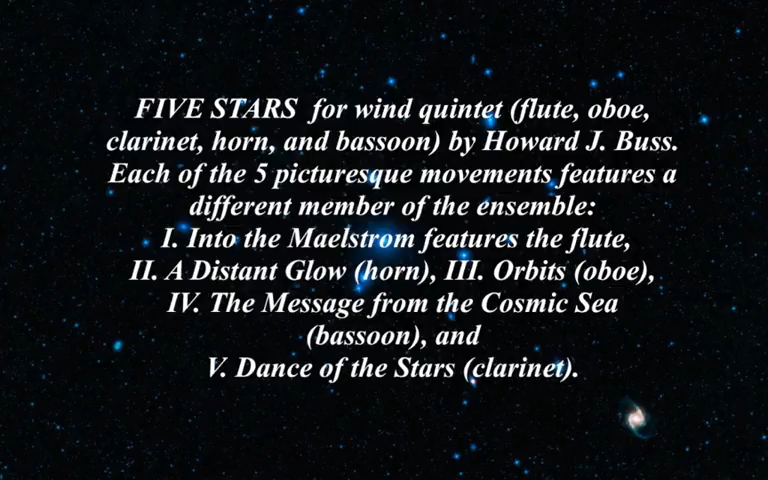 FIVE STARS for wind quintet (flute, oboe,
clarinet, horn, and bassoon) by Howard J. Buss.
Each of the 5 picturesque movements features a
different member of the ensemble:
I. Into the Maelstrom features the flute,
II. A Distant Glow (horn), III. Orbits (oboe),
IV. The Message from the Cosmic Sea
(bassoon), and
V. Dance of the Stars (clarinet).